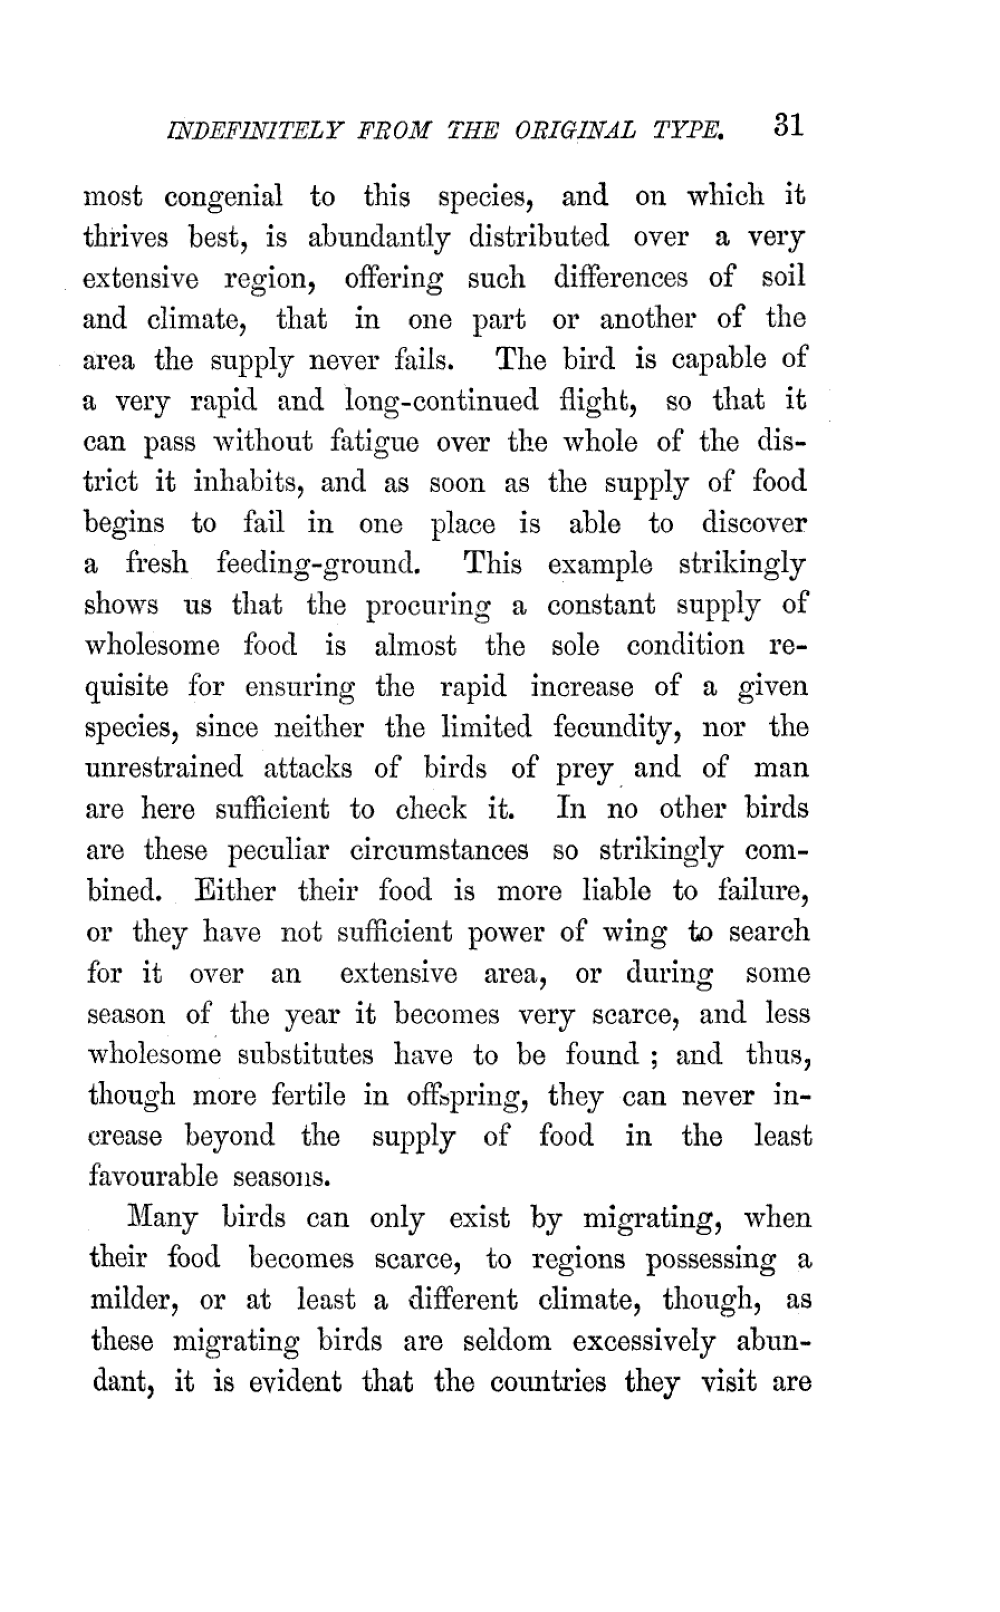 INDEFINITELY FROM THE ORIGINAL TYPE. 31
most congenial to this species, and on which it
thrives best, is abundantly distributed over a very
extensive region, offering such differences of soil
and climate, that in one part or another of the
area the supply never fails. The bird is capable of
a very rapid and long-continued flight, so that it
can pass without fatigue over the whole of the dis-
trict it inhabits, and as soon as the supply of food
begins to fail in one place is able to discover
a fresh feeding-ground. This example strikingly
shows us that the procuring a constant supply of
wholesome food is almost the sole condition re-
quisite for ensuring the rapid increase of a given
species, since neither the limited fecundity, nor the
unrestrained attacks of birds of prey and of man
are here sufficient to check it. In no other birds
are these peculiar circumstances so strikingly com-
bined. Either their food is more liable to failure,
or they have not sufficient power of wing to search
for it over an extensive area, or during some
season of the year it becomes very scarce, and less
wholesome substitutes have to be found ; and thus,
though more fertile in offspring, they can never in-
crease beyond the supply of food in the least
favourable seasons.
Many birds can only exist by migrating, when
their food becomes scarce, to regions possessing a
milder, or at least a different climate, though, as
these migrating birds are seldom excessively abun-
dant, it is evident that the countries they visit are